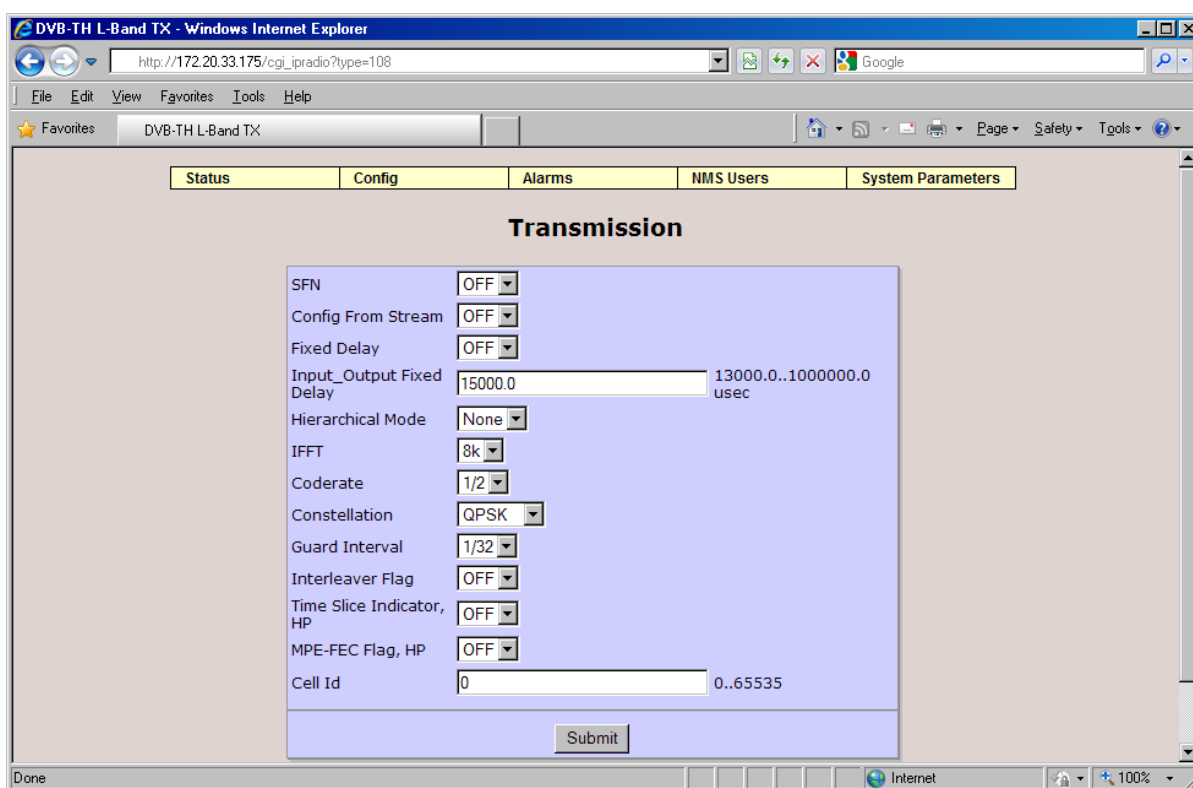 DVB-TH L-Band TX - Windows Internet Explorer
http://172.20.33.175/cgi_ipradio?type=108
Google
File Edit View Favorites Tools Help
Favorites DVB-TH L-Band TX Page Safety Tools
Status Config Alarms NMS Users System Parameters
Transmission
SFN OFF
Config From Stream OFF
Fixed Delay OFF
Input_Output Fixed Delay 15000.0 13000.0..1000000.0 usec
Hierarchical Mode None
IFFT 8k
Coderate 1/2
Constellation QPSK
Guard Interval 1/32
Interleaver Flag OFF
Time Slice Indicator, HP OFF
MPE-FEC Flag, HP OFF
Cell Id 0 0..65535
Submit
Done Internet 100%